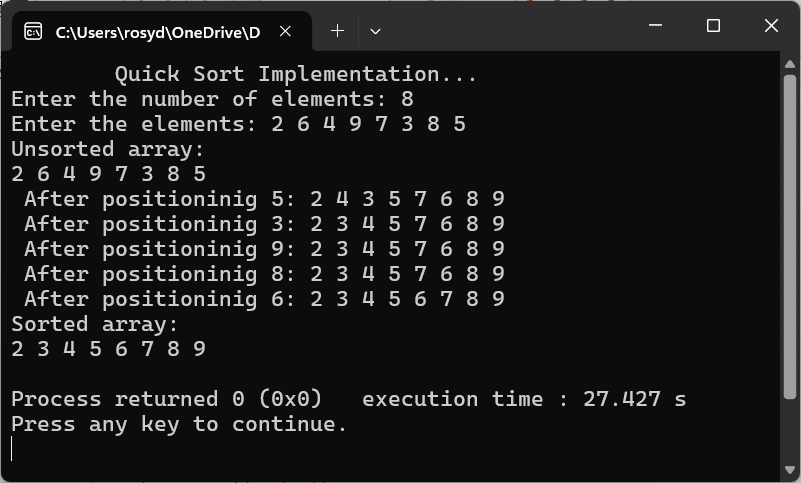 C:\Users\rosyd\OneDrive\D
Quick Sort Implementation...
Enter the number of elements: 8
Enter the elements: 2 6 4 9 7 3 8 5
Unsorted array:
2 6 4 9 7 3 8 5
After positioninig 5: 2 4 3 5 7 6 8 9
After positioninig 3: 2 3 4 5 7 6 8 9
After positioninig 9: 2 3 4 5 7 6 8 9
After positioninig 8: 2 3 4 5 7 6 8 9
After positioninig 6: 2 3 4 5 6 7 8 9
Sorted array:
2 3 4 5 6 7 8 9
Process returned 0 (0x0)   execution time : 27.427 s
Press any key to continue.